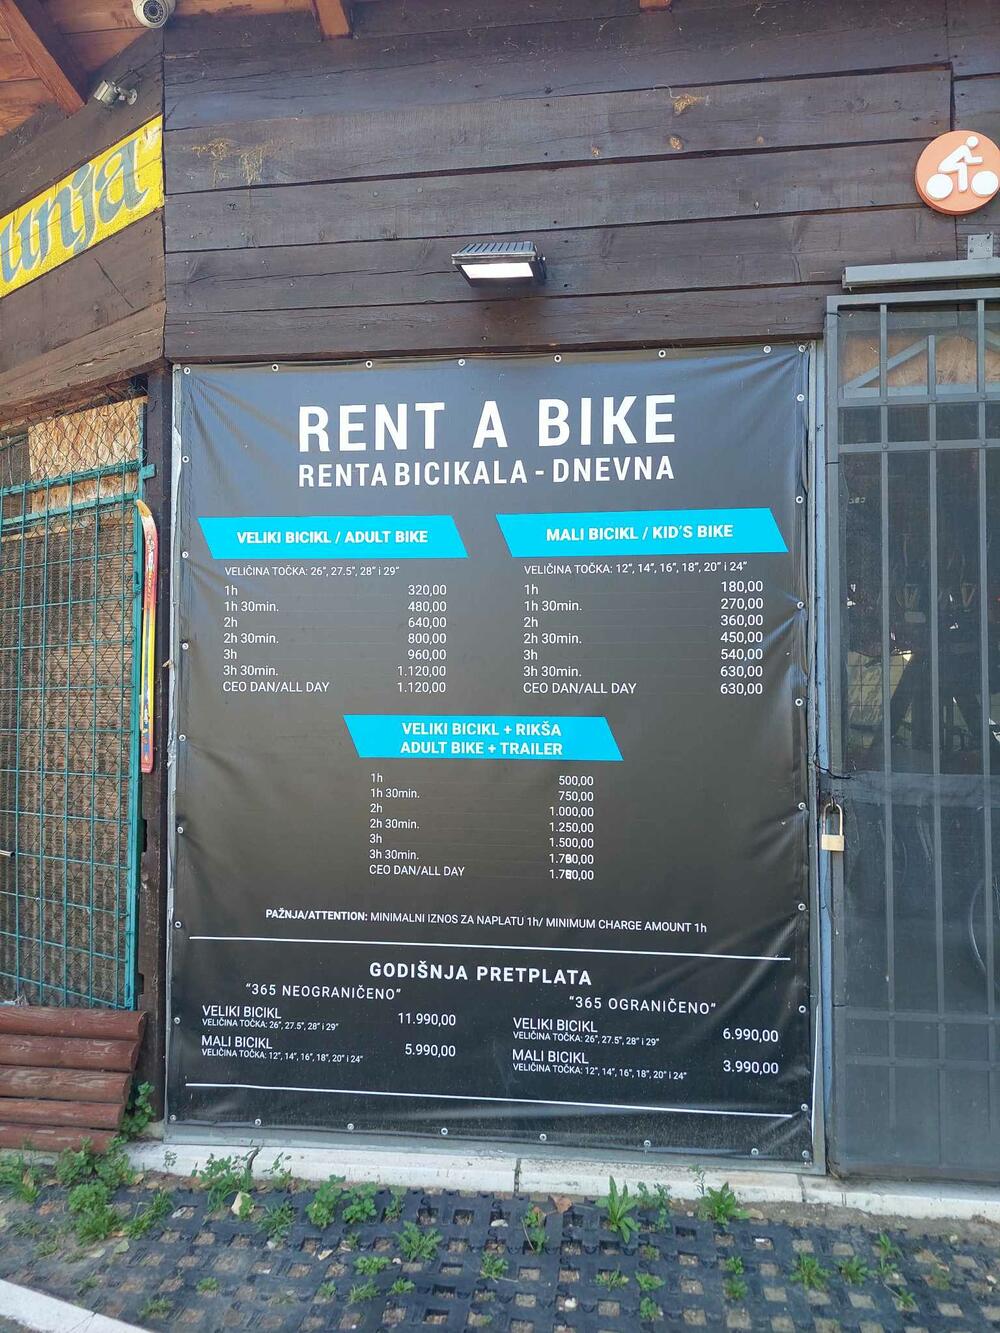 unja
RENT A BIKE
RENTA BICIKALA - DNEVNA
VELIKI BICIKL / ADULT BIKE
VELIČINA TOČKA: 26", 27.5", 28" i 29"
1h 320,00
1h 30min. 480,00
2h 640,00
2h 30min. 800,00
3h 960,00
3h 30min. 1.120,00
CEO DAN/ALL DAY 1.120,00
MALI BICIKL / KID'S BIKE
VELIČINA TOČKA: 12", 14", 16", 18", 20" i 24"
1h 180,00
1h 30min. 270,00
2h 360,00
2h 30min. 450,00
3h 540,00
3h 30min. 630,00
CEO DAN/ALL DAY 630,00
VELIKI BICIKL + RIKŠA
ADULT BIKE + TRAILER
1h 500,00
1h 30min. 750,00
2h 1.000,00
2h 30min. 1.250,00
3h 1.500,00
3h 30min.
CEO DAN/ALL DAY
PAŽNJA/ATTENTION: MINIMALNI IZNOS ZA NAPLATU 1h/ MINIMUM CHARGE AMOUNT 1h
GODIŠNJA PRETPLATA
"365 NEOGRANIČENO"
VELIKI BICIKL 11.990,00
VELIČINA TOČKA: 26", 27.5", 28" i 29"
MALI BICIKL 5.990,00
VELIČINA TOČKA: 12", 14", 16", 18", 20" i 24"
"365 OGRANIČENO"
VELIKI BICIKL 6.990,00
VELIČINA TOČKA: 26", 27.5", 28" i 29"
MALI BICIKL 3.990,00
VELIČINA TOČKA: 12", 14", 16", 18", 20" i 24"